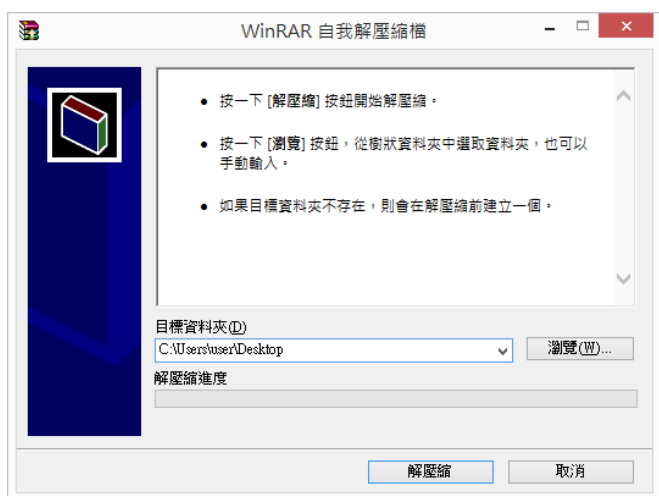 WinRAR 自我解壓縮檔
按一下 [解壓縮] 按鈕開始解壓縮。
按一下 [瀏覽] 按鈕，從樹狀資料夾中選取資料夾，也可以
手動輸入。
如果目標資料夾不存在，則會在解壓縮前建立一個。
目標資料夾(D)
C:\Users\user\Desktop
瀏覽(W)...
解壓縮進度
解壓縮
取消